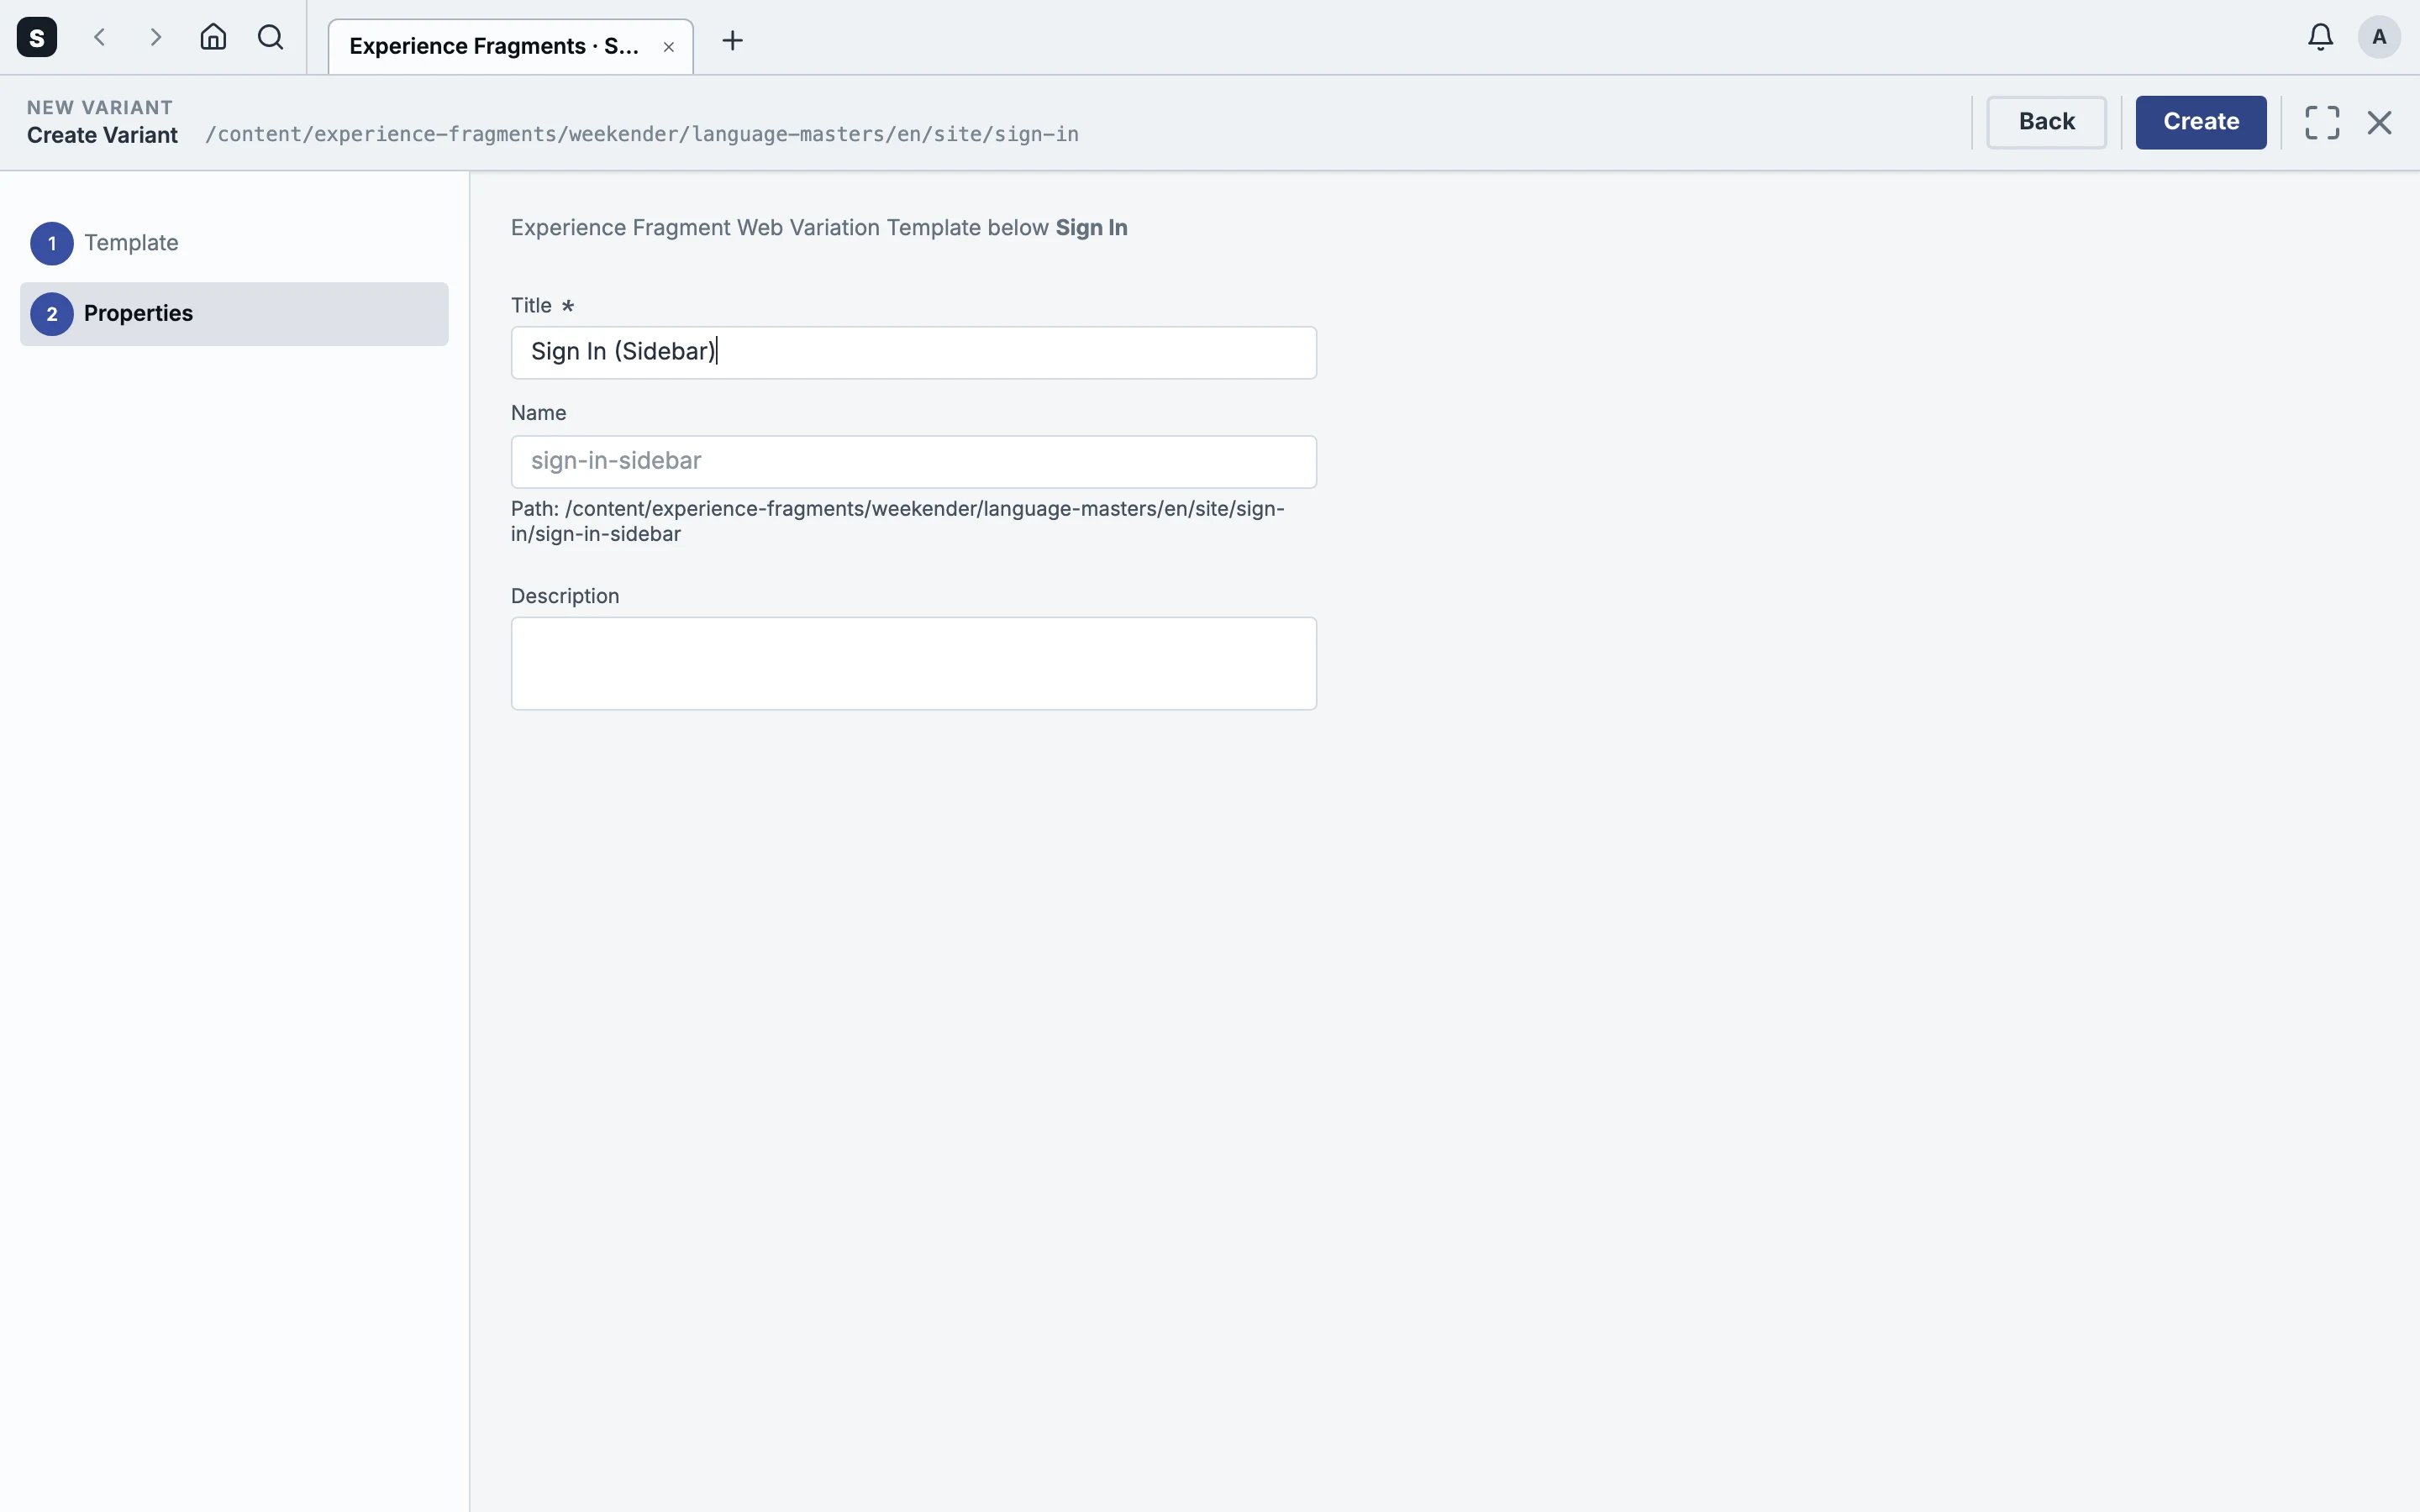 S
Experience Fragments · S...
A
NEW VARIANT
Create Variant /content/experience-fragments/weekender/language-masters/en/site/sign-in
Back
Create
1 Template
2 Properties
Experience Fragment Web Variation Template below Sign In
Title *
Sign In (Sidebar)
Name
sign-in-sidebar
Path: /content/experience-fragments/weekender/language-masters/en/site/sign-
in/sign-in-sidebar
Description